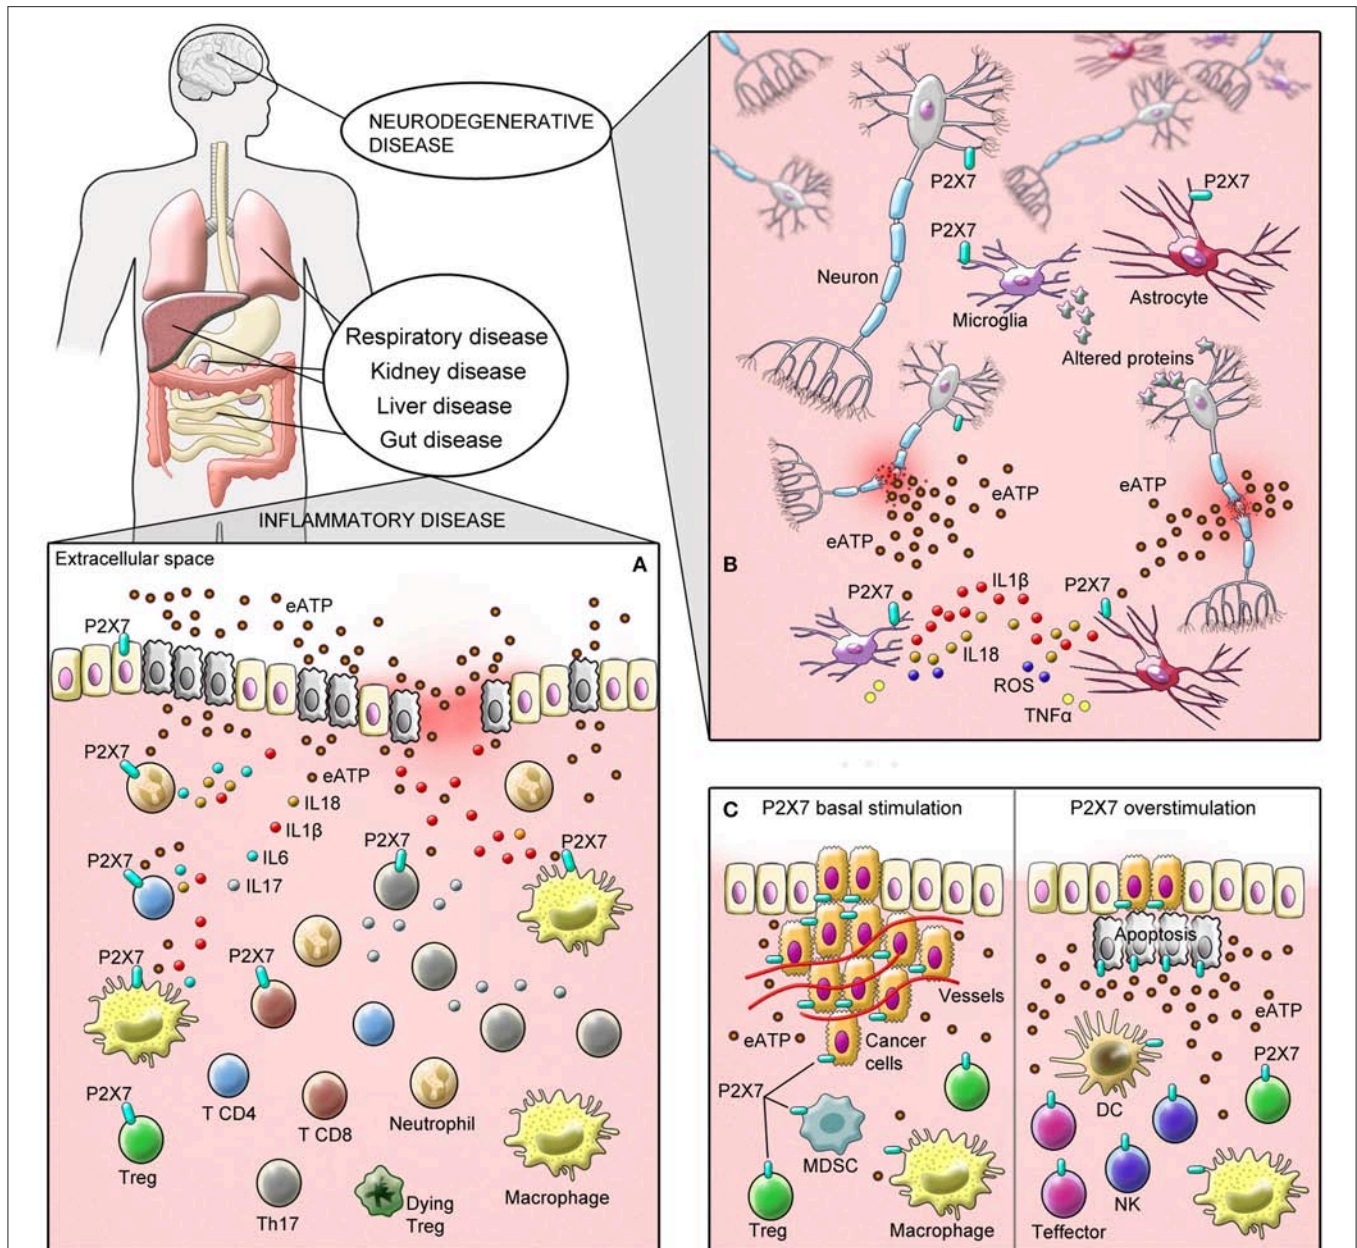 NEURODEGENERATIVE
DISEASE
Respiratory disease
Kidney disease
Liver disease
Gut disease
INFLAMMATORY DISEASE
Extracellular space
A
eATP
P2X7
P2X7
eATP
IL18
IL1β
P2X7
P2X7
P2X7
IL6
IL17
P2X7
P2X7
P2X7
T CD4
T CD8
Neutrophil
Treg
Th17
Dying
Treg
Macrophage
P2X7
P2X7
P2X7
Neuron
Microglia
Astrocyte
Altered proteins
eATP
eATP
eATP
B
P2X7
IL1β
P2X7
IL18
ROS
TNFα
C
P2X7 basal stimulation
P2X7 overstimulation
Vessels
eATP
Cancer
cells
P2X7
MDSC
Treg
Macrophage
Apoptosis
eATP
P2X7
DC
NK
Teffector